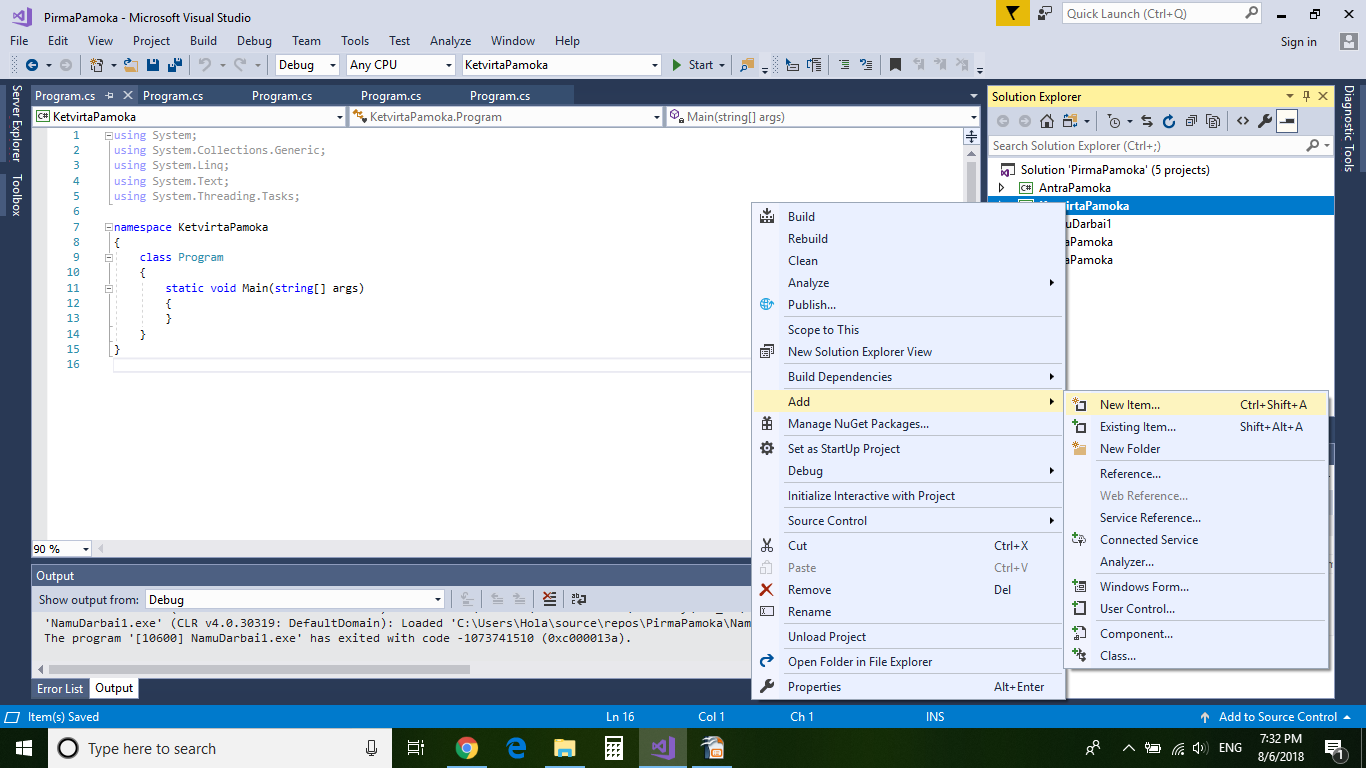 PirmaPamoka - Microsoft Visual Studio
Quick Launch (Ctrl+Q)
File Edit View Project Build Debug Team Tools Test Analyze Window Help
Sign in
Debug Any CPU KetvirtaPamoka Start
Server Explorer
Toolbox
Program.cs Program.cs Program.cs Program.cs Program.cs
KetvirtaPamoka KetvirtaPamoka.Program Main(string[] args)
1 using System;
2 using System.Collections.Generic;
3 using System.Linq;
4 using System.Text;
5 using System.Threading.Tasks;
6
7 namespace KetvirtaPamoka
8 {
9 class Program
10 {
11 static void Main(string[] args)
12 {
13 }
14 }
15 }
16
90 %
Solution Explorer
Search Solution Explorer (Ctrl+;)
Solution 'PirmaPamoka' (5 projects)
C# AntraPamoka
virtaPamoka
uDarbai1
aPamoka
aPamoka
Diagnostic Tools
Build
Rebuild
Clean
Analyze
Publish...
Scope to This
New Solution Explorer View
Build Dependencies
Add
Manage NuGet Packages...
Set as StartUp Project
Debug
Initialize Interactive with Project
Source Control
Cut Ctrl+X
Paste Ctrl+V
Remove Del
Rename
Unload Project
Open Folder in File Explorer
Properties Alt+Enter
New Item... Ctrl+Shift+A
Existing Item... Shift+Alt+A
New Folder
Reference...
Web Reference...
Service Reference...
Connected Service
Analyzer...
Windows Form...
User Control...
Component...
Class...
Output
Show output from: Debug
'NamuDarbai1.exe' (CLR v4.0.30319: DefaultDomain): Loaded 'C:\Users\Hola\source\repos\PirmaPamoka\Nam
The program '[10600] NamuDarbai1.exe' has exited with code -1073741510 (0xc000013a).
Error List Output
Item(s) Saved Ln 16 Col 1 Ch 1 INS Add to Source Control
Type here to search
ENG
7:32 PM
8/6/2018
1